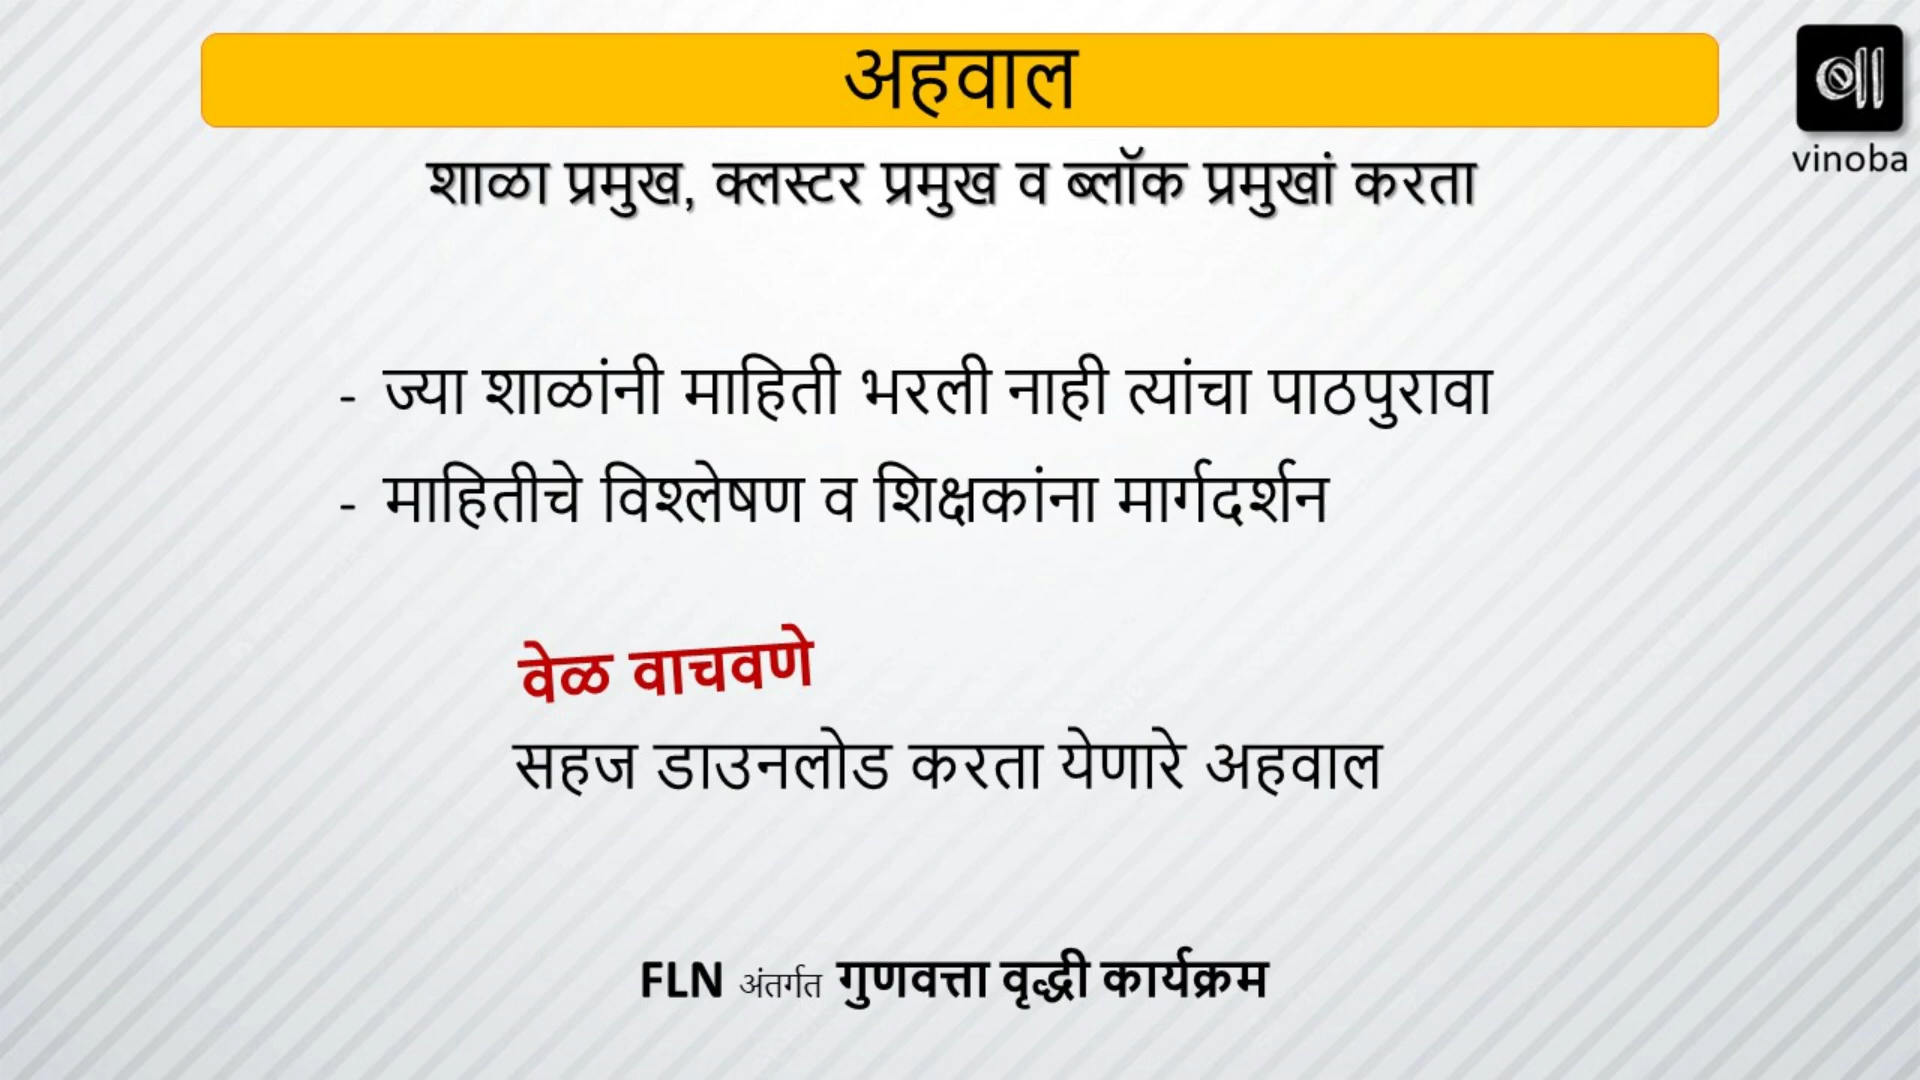 अहवाल
vinoba
शाळा प्रमुख, क्लस्टर प्रमुख व ब्लॉक प्रमुखां करता
- ज्या शाळांनी माहिती भरली नाही त्यांचा पाठपुरावा
- माहितीचे विश्लेषण व शिक्षकांना मार्गदर्शन
वेळ वाचवणे
सहज डाउनलोड करता येणारे अहवाल
FLN अंतर्गत गुणवत्ता वृद्धी कार्यक्रम